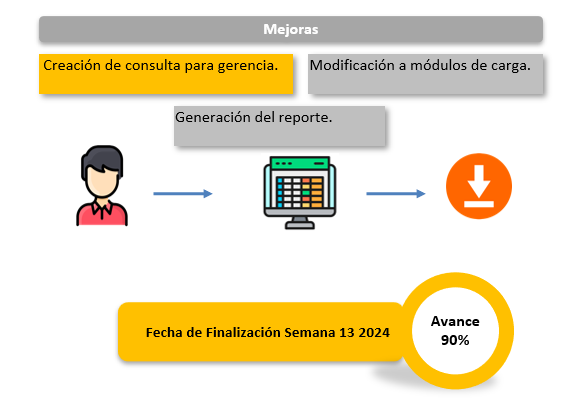 Mejoras
Creación de consulta para gerencia.
Modificación a módulos de carga.
Generación del reporte.
Fecha de Finalización Semana 13 2024
Avance
90%